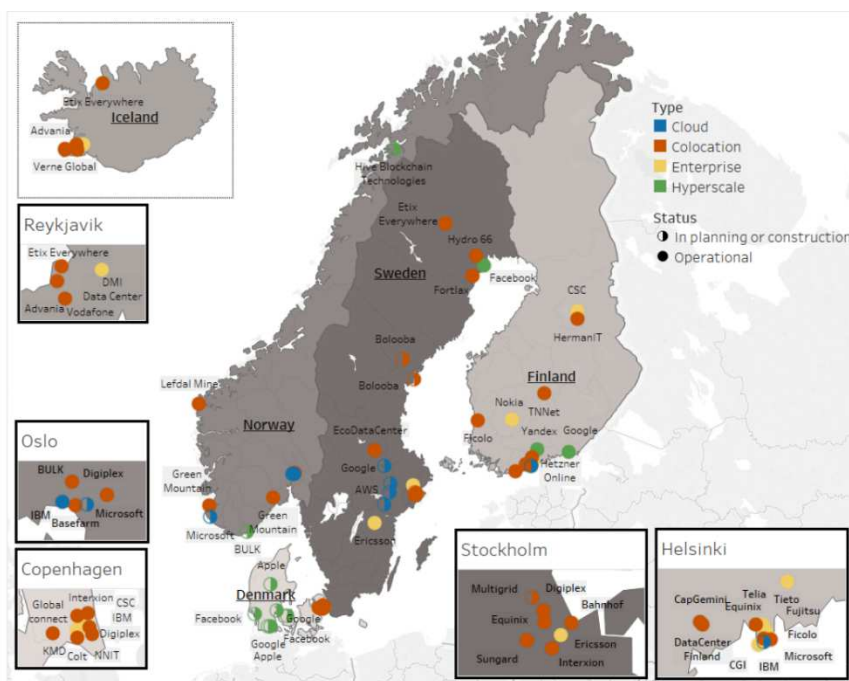 Etix Everywhere
Iceland
Advania
Verne Global
Reykjavik
Etix Everywhere
DMI
Data Center
Advania
Vodafone
Type
Cloud
Colocation
Enterprise
Hyperscale
Status
In planning or construction
Operational
Hive Blockchain
Technologies
Etix
Everywhere
Hydro 66
Sweden
Facebook
Fortlax
CSC
HermanIT
Bolooba
Bolooba
Finland
Lefdal Mine
Nokia
TNNet
Norway
EcoDataCenter
Ficolo
Yandex
Google
Google
Hetzner
Online
Green
Mountain
AWS
Microsoft
Green
Mountain
BULK
Ericsson
Apple
Denmark
Facebook
Google
Facebook
Google
Apple
Oslo
BULK
Digiplex
IBM
Basefarm
Microsoft
Copenhagen
Interxion
CSC
Global
connect
IBM
Digiplex
KMD
Colt
NNIT
Stockholm
Multigrid
Digiplex
Bahnhof
Equinix
Ericsson
Sungard
Interxion
Helsinki
CapGemini
Telia
Equinix
Tieto
Fujitsu
DataCenter
Finland
Ficolo
CGI
IBM
Microsoft